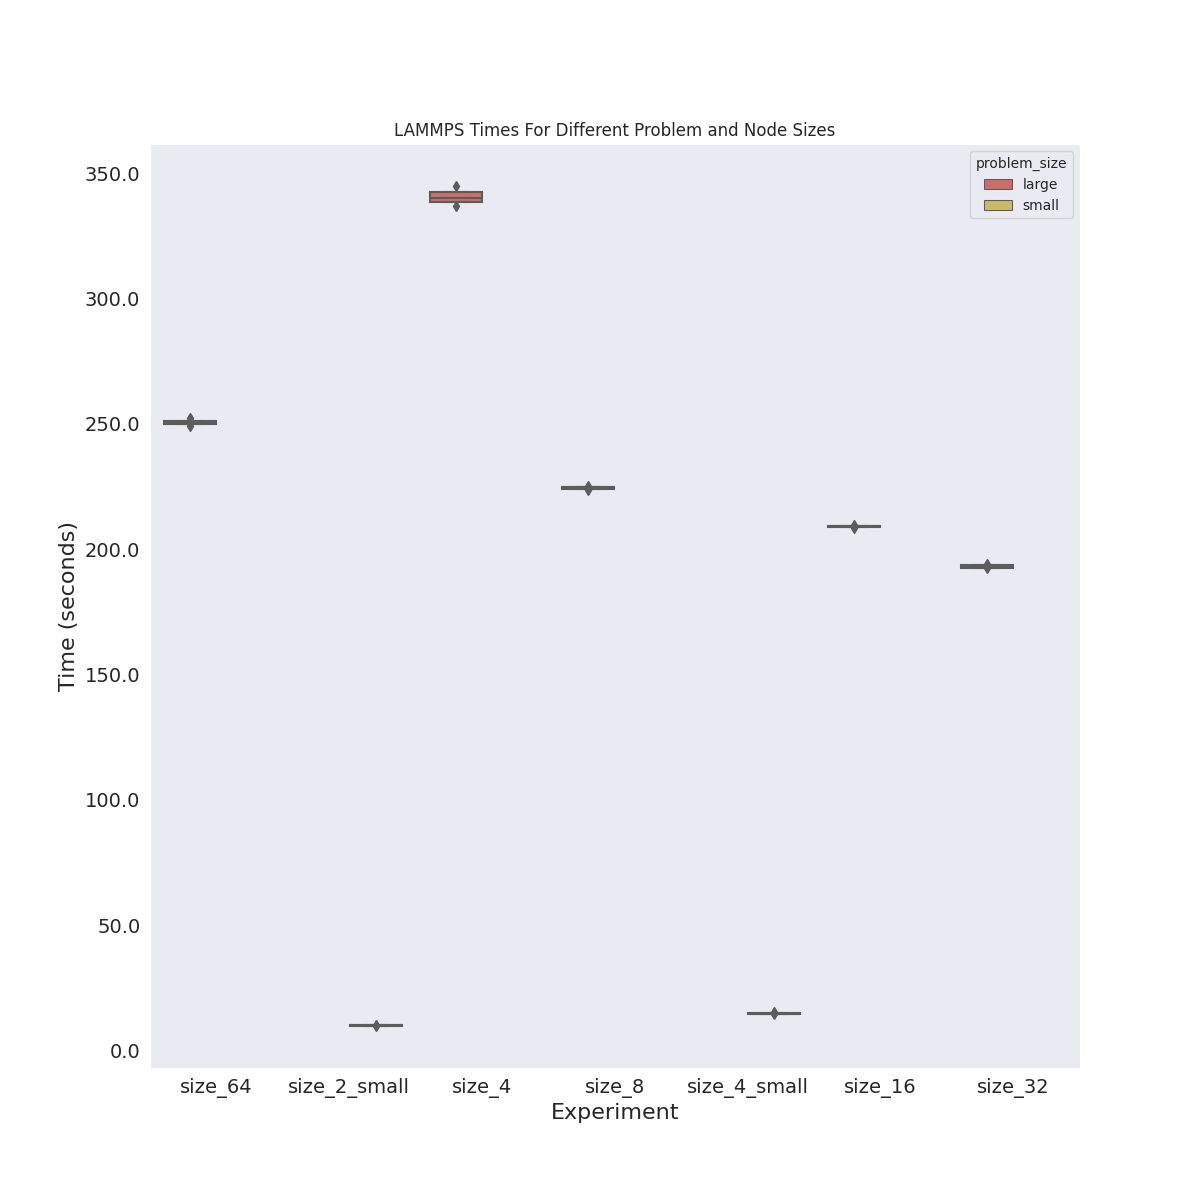 LAMMPS Times For Different Problem and Node Sizes
problem_size
large
small
350.0
300.0
250.0
200.0
150.0
100.0
50.0
0.0
Time (seconds)
size_64 size_2_small size_4 size_8 size_4_small size_16 size_32
Experiment